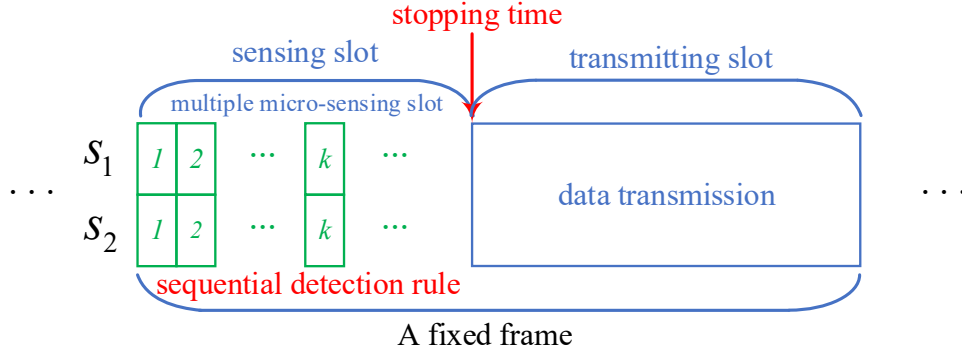 stopping time
sensing slot
transmitting slot
multiple micro-sensing slot
s1 1 2 ... k ...
... data transmission ...
s2 1 2 ... k ...
sequential detection rule
A fixed frame